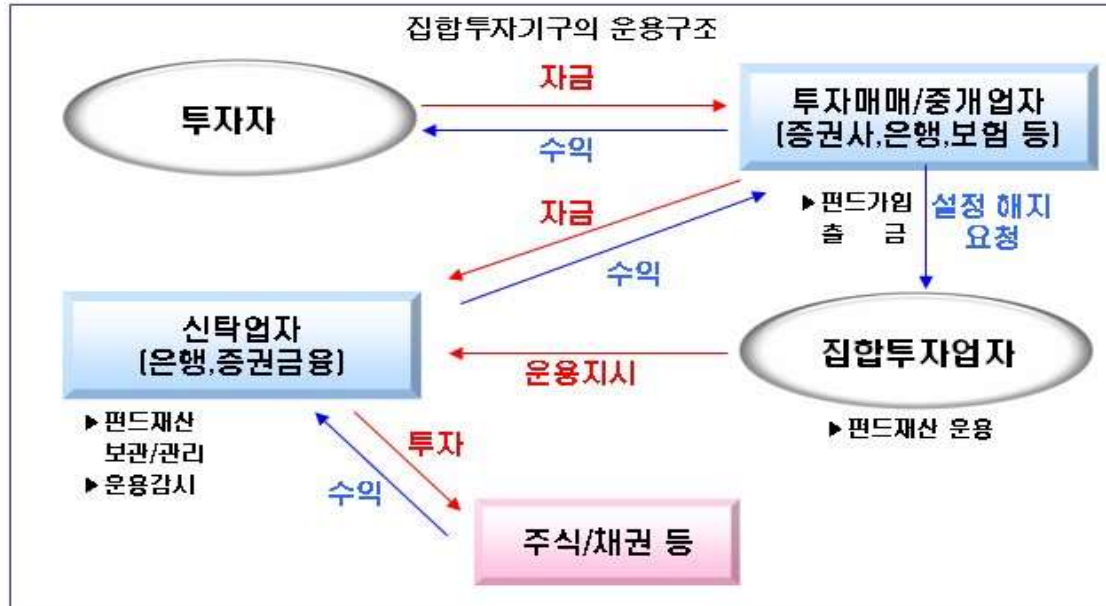 집합투자기구의 운용구조
투자자
자금
수익
투자매매/중개업자
(증권사,은행,보험 등)
자금
수익
▶펀드가입
출 금
설정 해지
요청
신탁업자
(은행,증권금융)
운용지시
집합투자업자
▶펀드재산
보관/관리
▶운용감시
투자
수익
▶펀드재산 운용
주식/채권 등